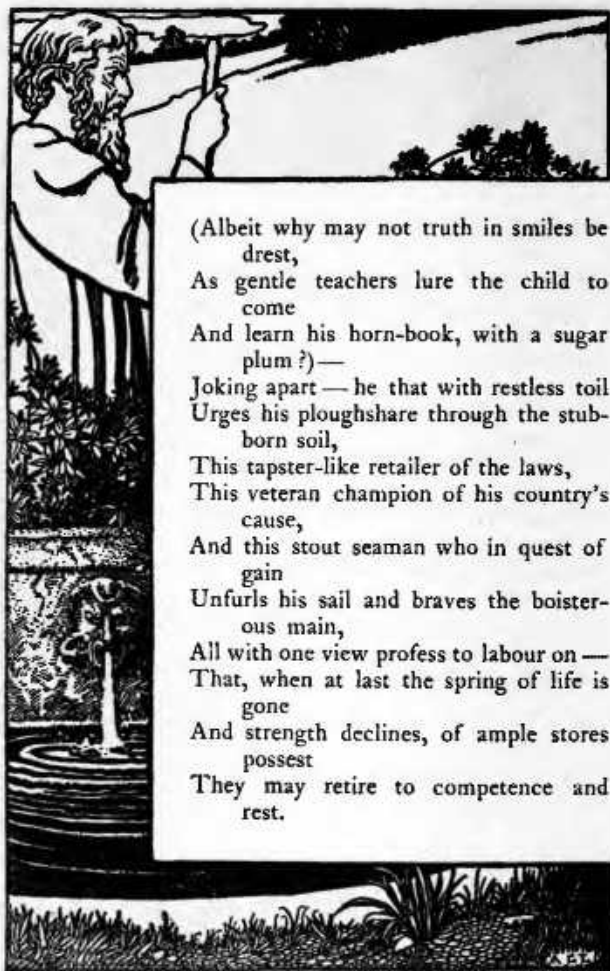 (Albeit why may not truth in smiles be
drest,
As gentle teachers lure the child to
come
And learn his horn-book, with a sugar
plum?)—
Joking apart — he that with restless toil
Urges his ploughshare through the stub-
born soil,
This tapster-like retailer of the laws,
This veteran champion of his country's
cause,
And this stout seaman who in quest of
gain
Unfurls his sail and braves the boister-
ous main,
All with one view profess to labour on —
That, when at last the spring of life is
gone
And strength declines, of ample stores
possest
They may retire to competence and
rest.